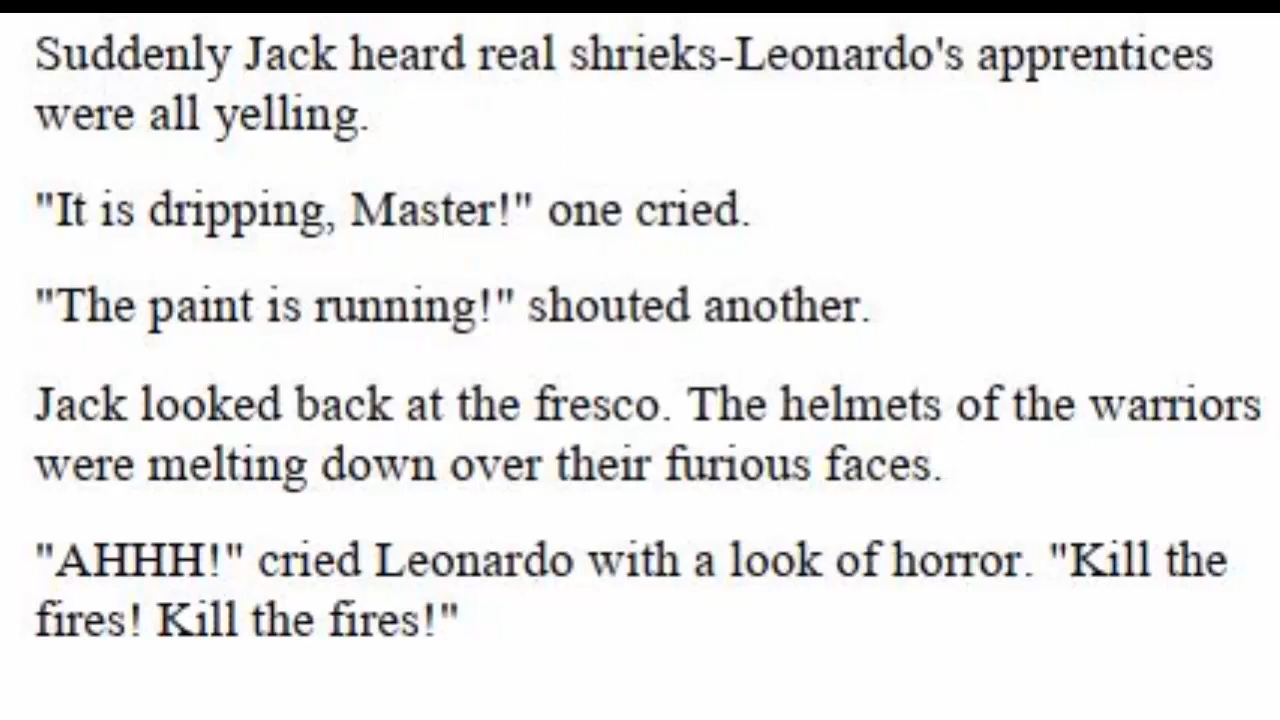 Suddenly Jack heard real shrieks-Leonardo's apprentices
were all yelling.
"It is dripping, Master!" one cried.
"The paint is running!" shouted another.
Jack looked back at the fresco. The helmets of the warriors
were melting down over their furious faces.
"AHHH!" cried Leonardo with a look of horror. "Kill the
fires! Kill the fires!"